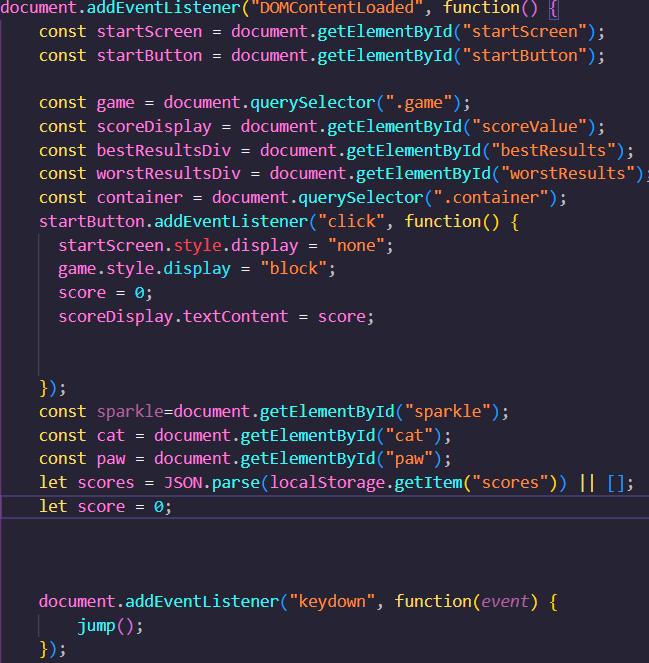 document.addEventListener("DOMContentLoaded", function() {
    const startScreen = document.getElementById("startScreen");
    const startButton = document.getElementById("startButton");

    const game = document.querySelector(".game");
    const scoreDisplay = document.getElementById("scoreValue");
    const bestResultsDiv = document.getElementById("bestResults");
    const worstResultsDiv = document.getElementById("worstResults");
    const container = document.querySelector(".container");
    startButton.addEventListener("click", function() {
      startScreen.style.display = "none";
      game.style.display = "block";
      score = 0;
      scoreDisplay.textContent = score;


    });
    const sparkle=document.getElementById("sparkle");
    const cat = document.getElementById("cat");
    const paw = document.getElementById("paw");
    let scores = JSON.parse(localStorage.getItem("scores")) || [];
    let score = 0;



    document.addEventListener("keydown", function(event) {
        jump();
    });